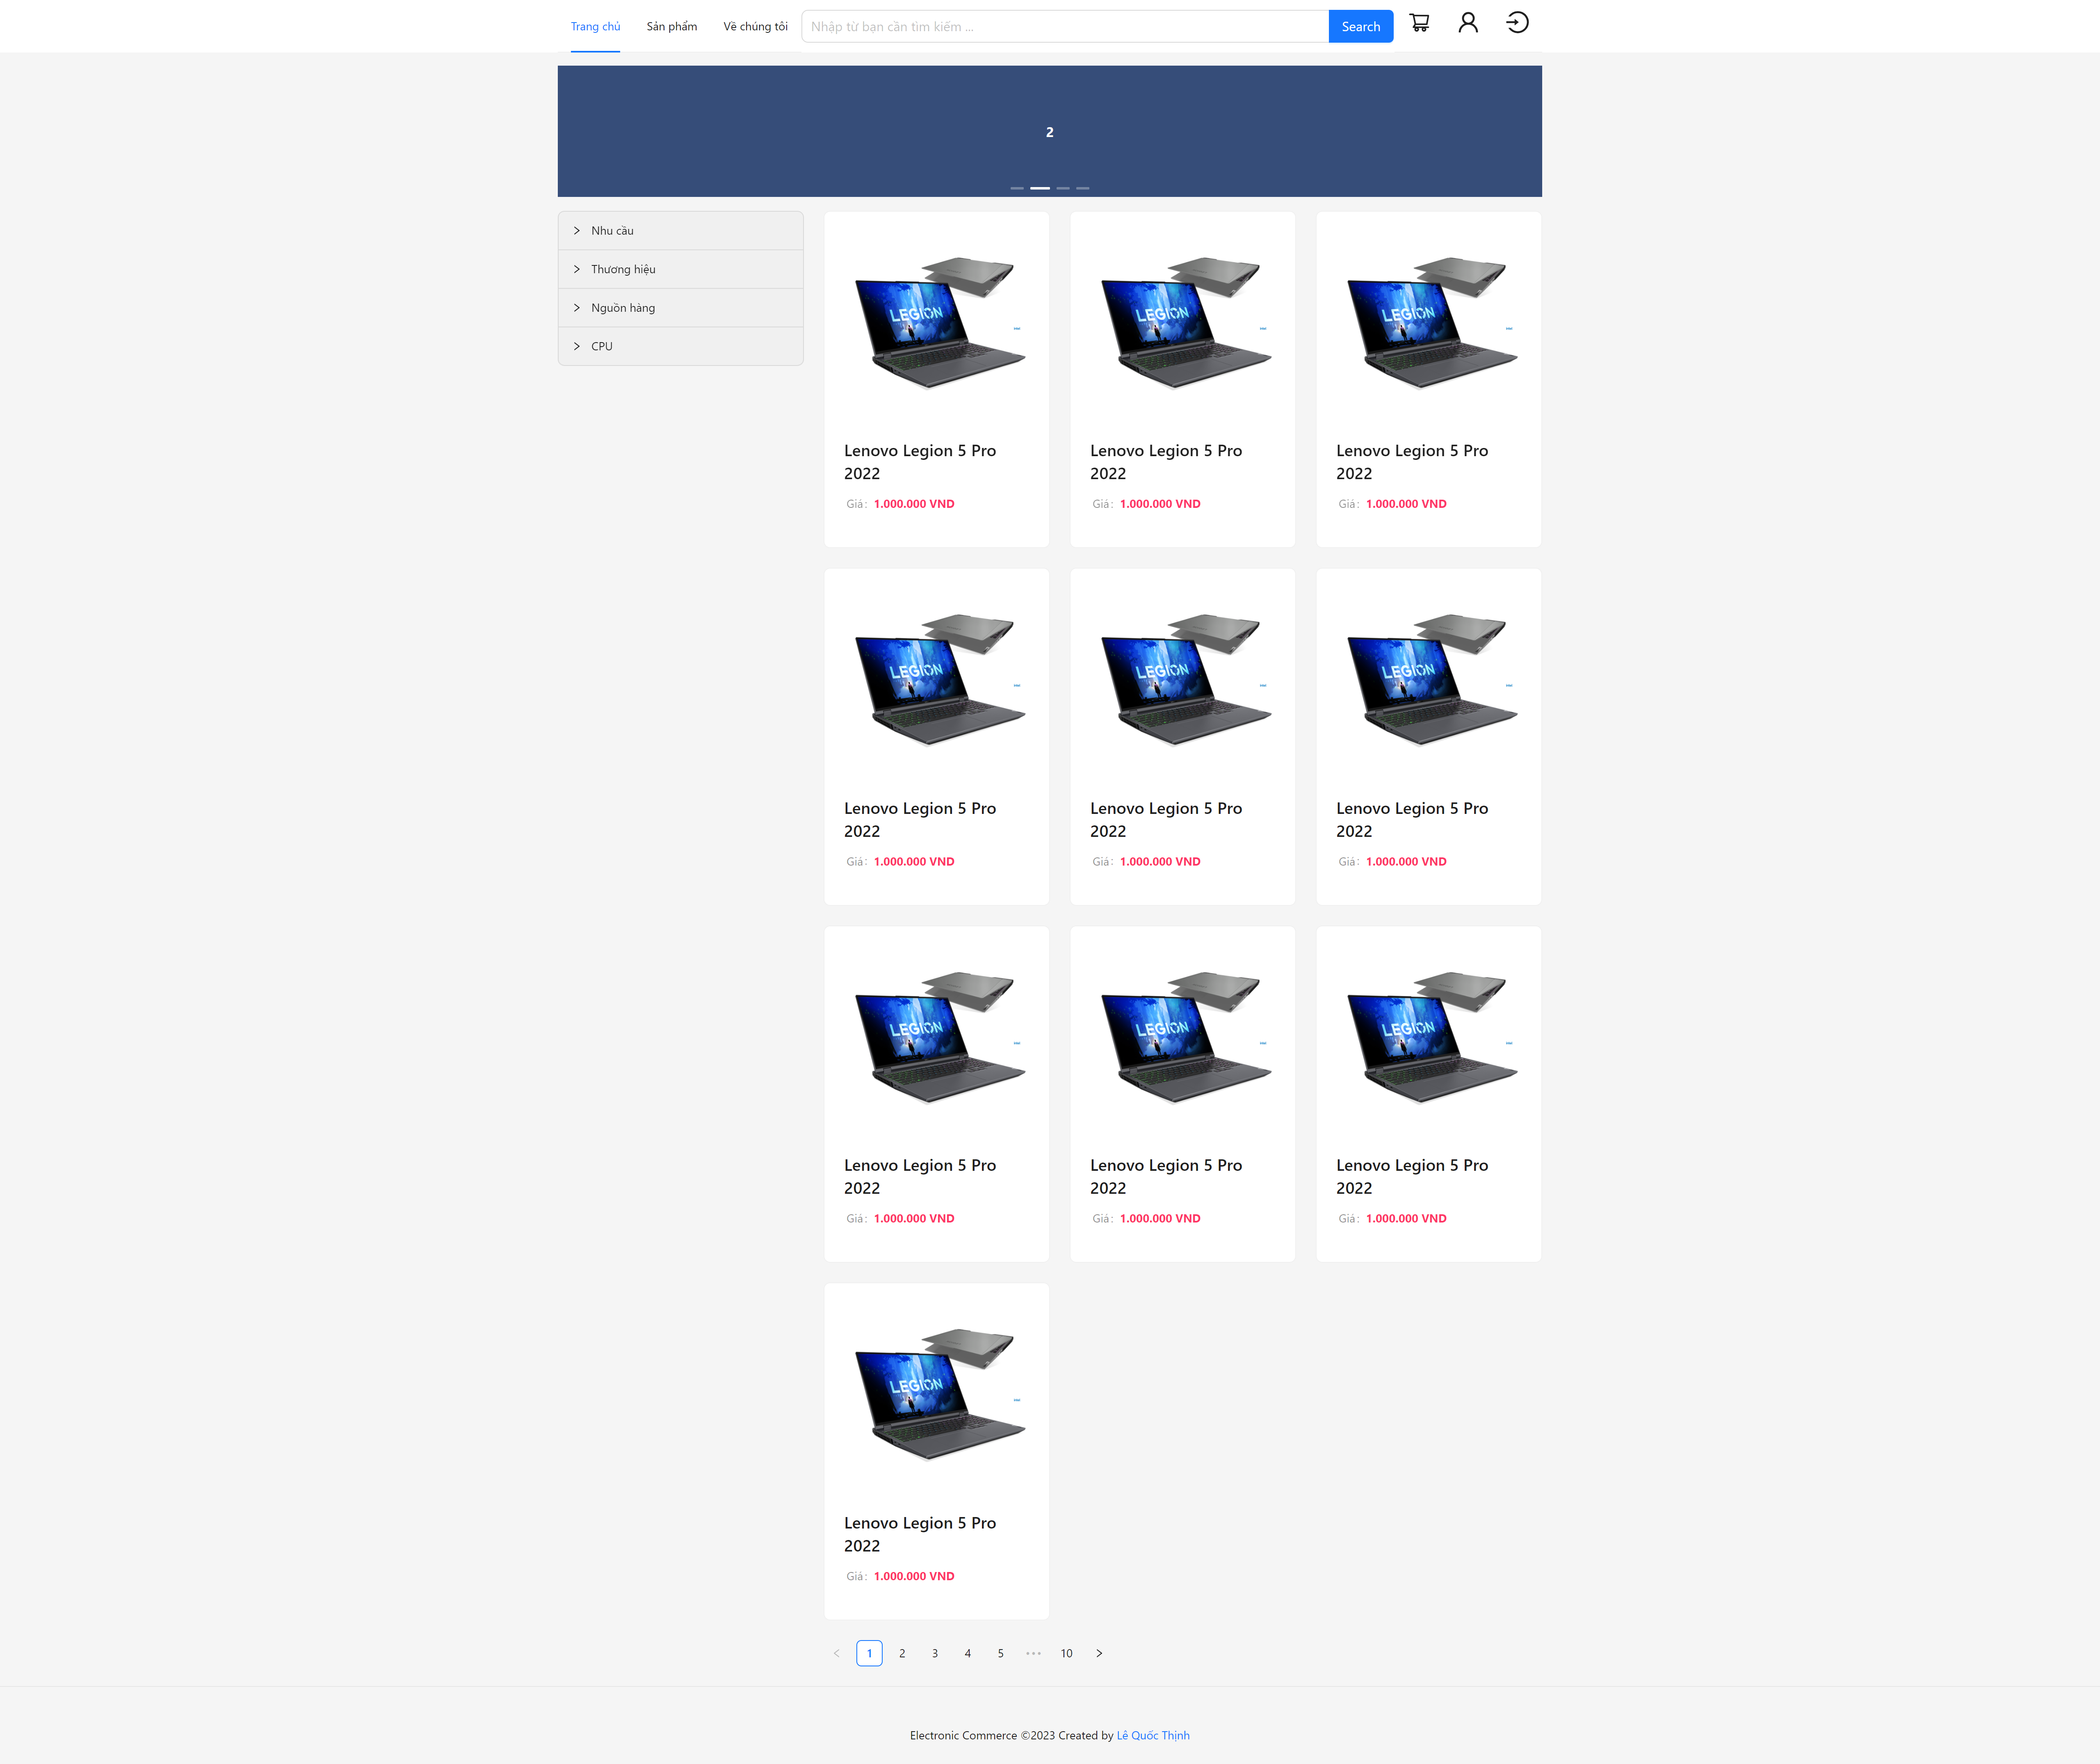 Trang chủ Sản phẩm Về chúng tôi Nhập từ bạn cần tìm kiếm ... Search
2
Nhu cầu
Thương hiệu
Nguồn hàng
CPU
LEGION LEGION LEGION
Lenovo Legion 5 Pro 2022
Giá: 1.000.000 VND
Lenovo Legion 5 Pro 2022
Giá: 1.000.000 VND
Lenovo Legion 5 Pro 2022
Giá: 1.000.000 VND
LEGION LEGION LEGION
Lenovo Legion 5 Pro 2022
Giá: 1.000.000 VND
Lenovo Legion 5 Pro 2022
Giá: 1.000.000 VND
Lenovo Legion 5 Pro 2022
Giá: 1.000.000 VND
LEGION LEGION LEGION
Lenovo Legion 5 Pro 2022
Giá: 1.000.000 VND
Lenovo Legion 5 Pro 2022
Giá: 1.000.000 VND
Lenovo Legion 5 Pro 2022
Giá: 1.000.000 VND
LEGION
Lenovo Legion 5 Pro 2022
Giá: 1.000.000 VND
1 2 3 4 5 ••• 10
Electronic Commerce ©2023 Created by Lê Quốc Thịnh